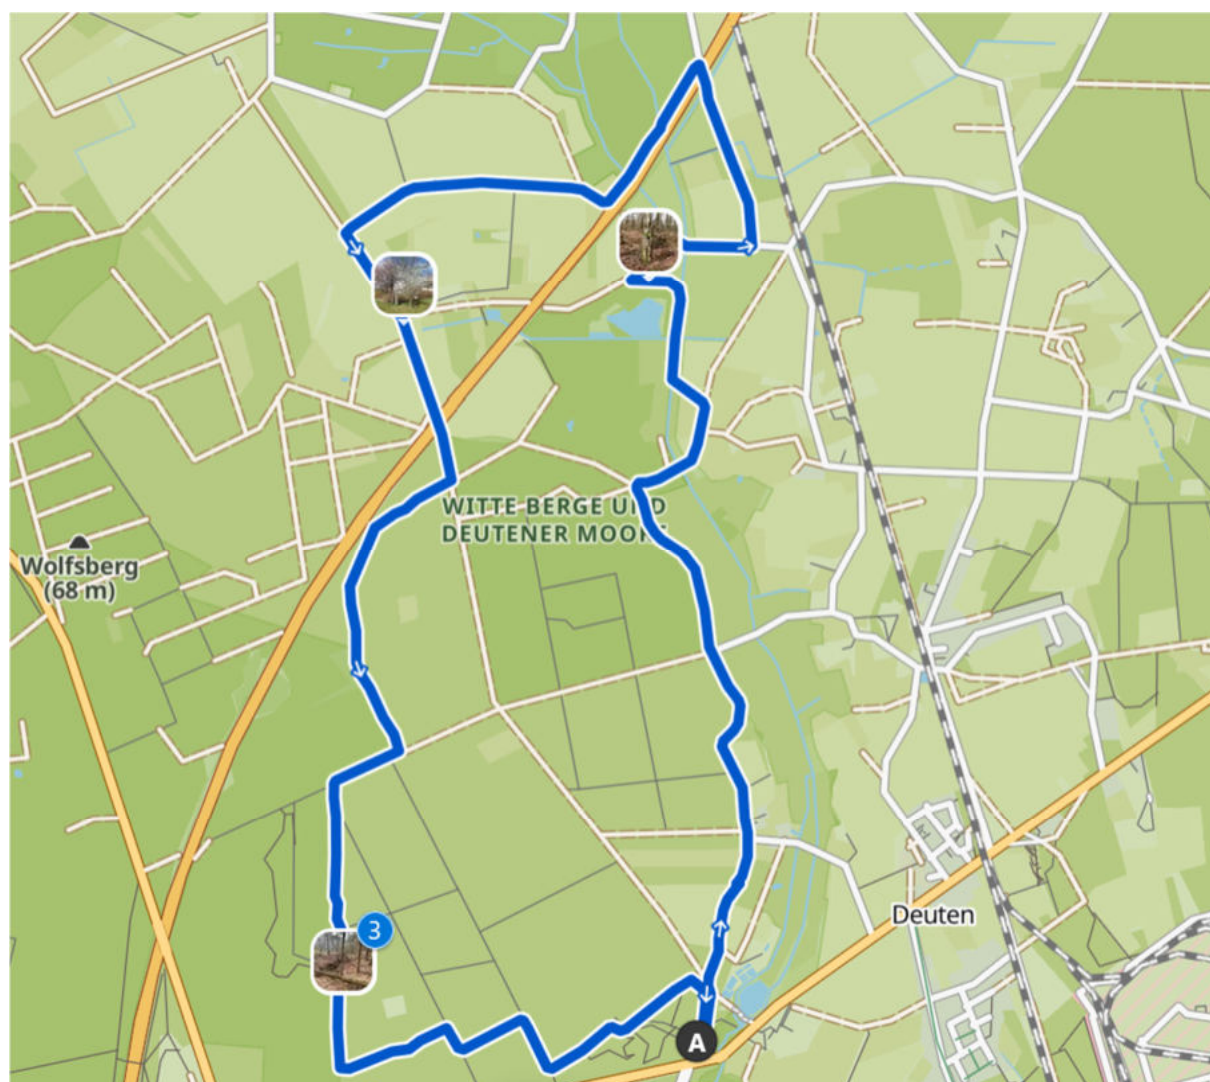 WITTE BERGE UND
DEUTENER MOORE
Wolfsberg
(68 m)
Deuten
3
A